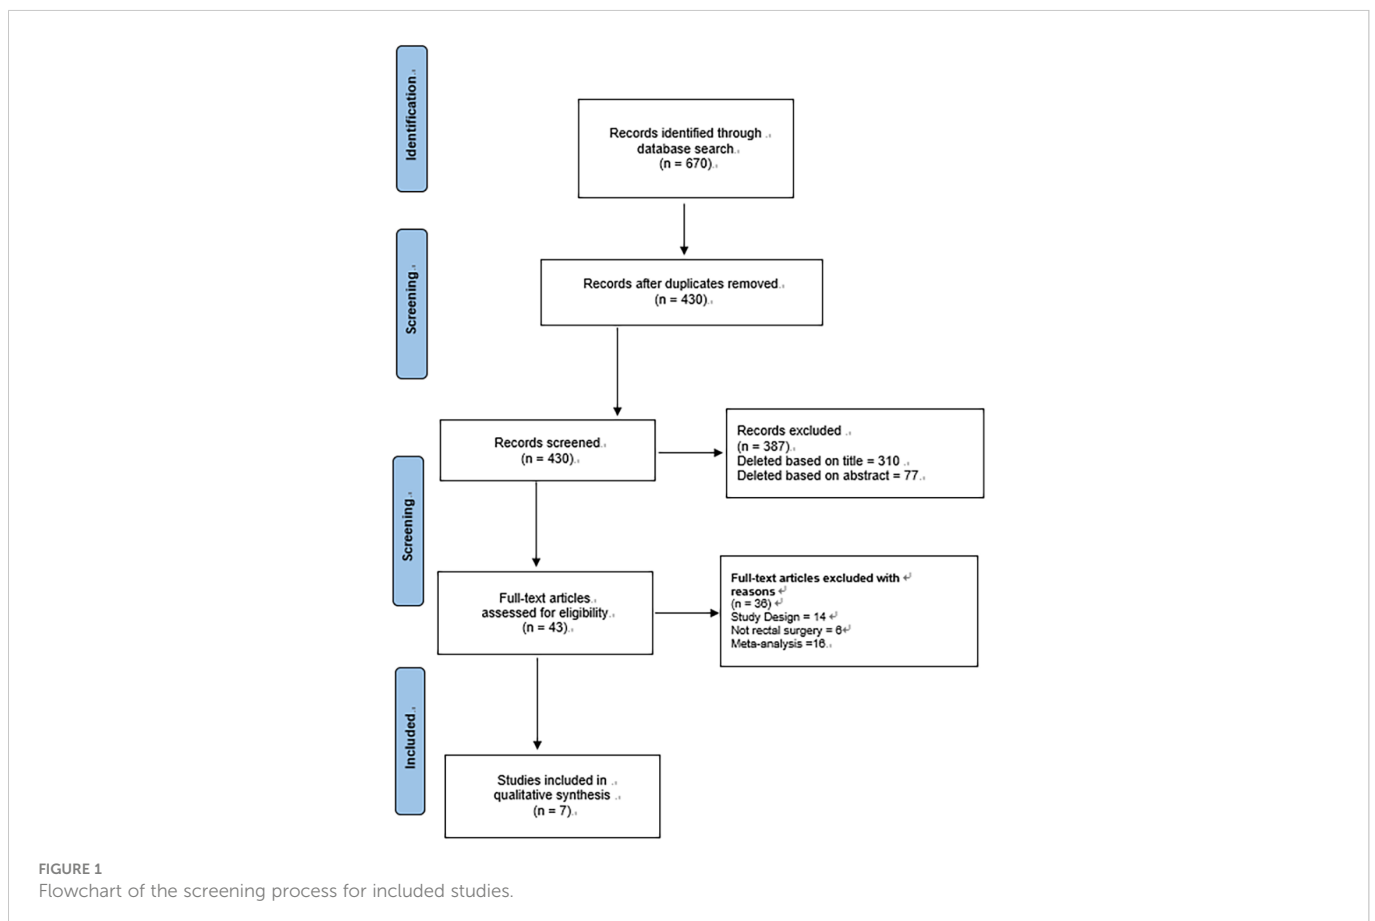 Identification
Records identified through
database search
(n = 670)
Screening
Records after duplicates removed
(n = 430)
Records screened
(n = 430)
Records excluded
(n = 387)
Deleted based on title = 310
Deleted based on abstract = 77
Screening
Full-text articles
assessed for eligibility
(n = 43)
Full-text articles excluded with
reasons
(n = 36)
Study Design = 14
Not rectal surgery = 6
Meta-analysis =16
Included
Studies included in
qualitative synthesis
(n = 7)
FIGURE 1
Flowchart of the screening process for included studies.